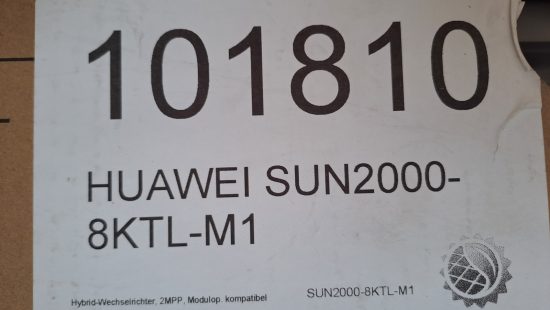 101810
HUAWEI SUN2000-
8KTL-M1
Hybrid-Wechselrichter, 2MPP, Modulop. kompatibel
SUN2000-8KTL-M1